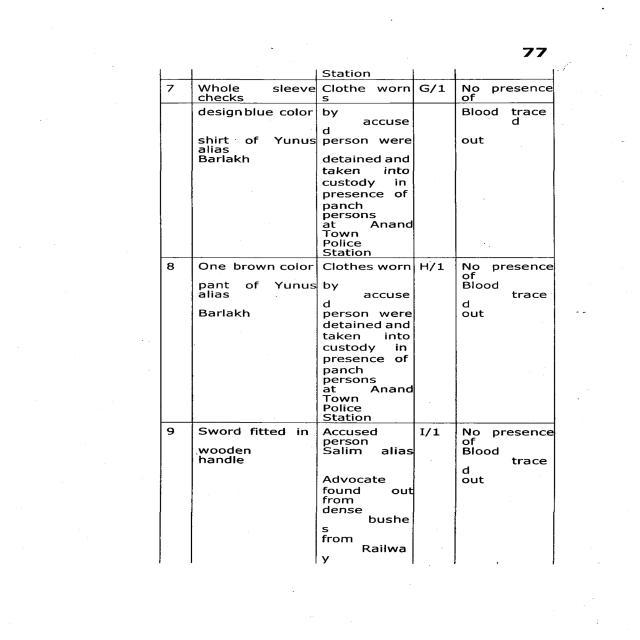 77
Station
7 Whole sleeve Clothe worn G/1 No presence
checks s of
design blue color by Blood trace
accuse d
d
shirt of Yunus person were out
alias
Barlakh detained and
taken into
custody in
presence of
panch
persons
at Anand
Town
Police
Station
8 One brown color Clothes worn H/1 No presence
of
pant of Yunus by Blood
alias accuse trace
d d
Barlakh person were out
detained and
taken into
custody in
presence of
panch
persons
at Anand
Town
Police
Station
9 Sword fitted in Accused I/1 No presence
person of
wooden Salim alias Blood
handle trace
d
Advocate out
found out
from
dense
bushe
s
from
Railwa
y